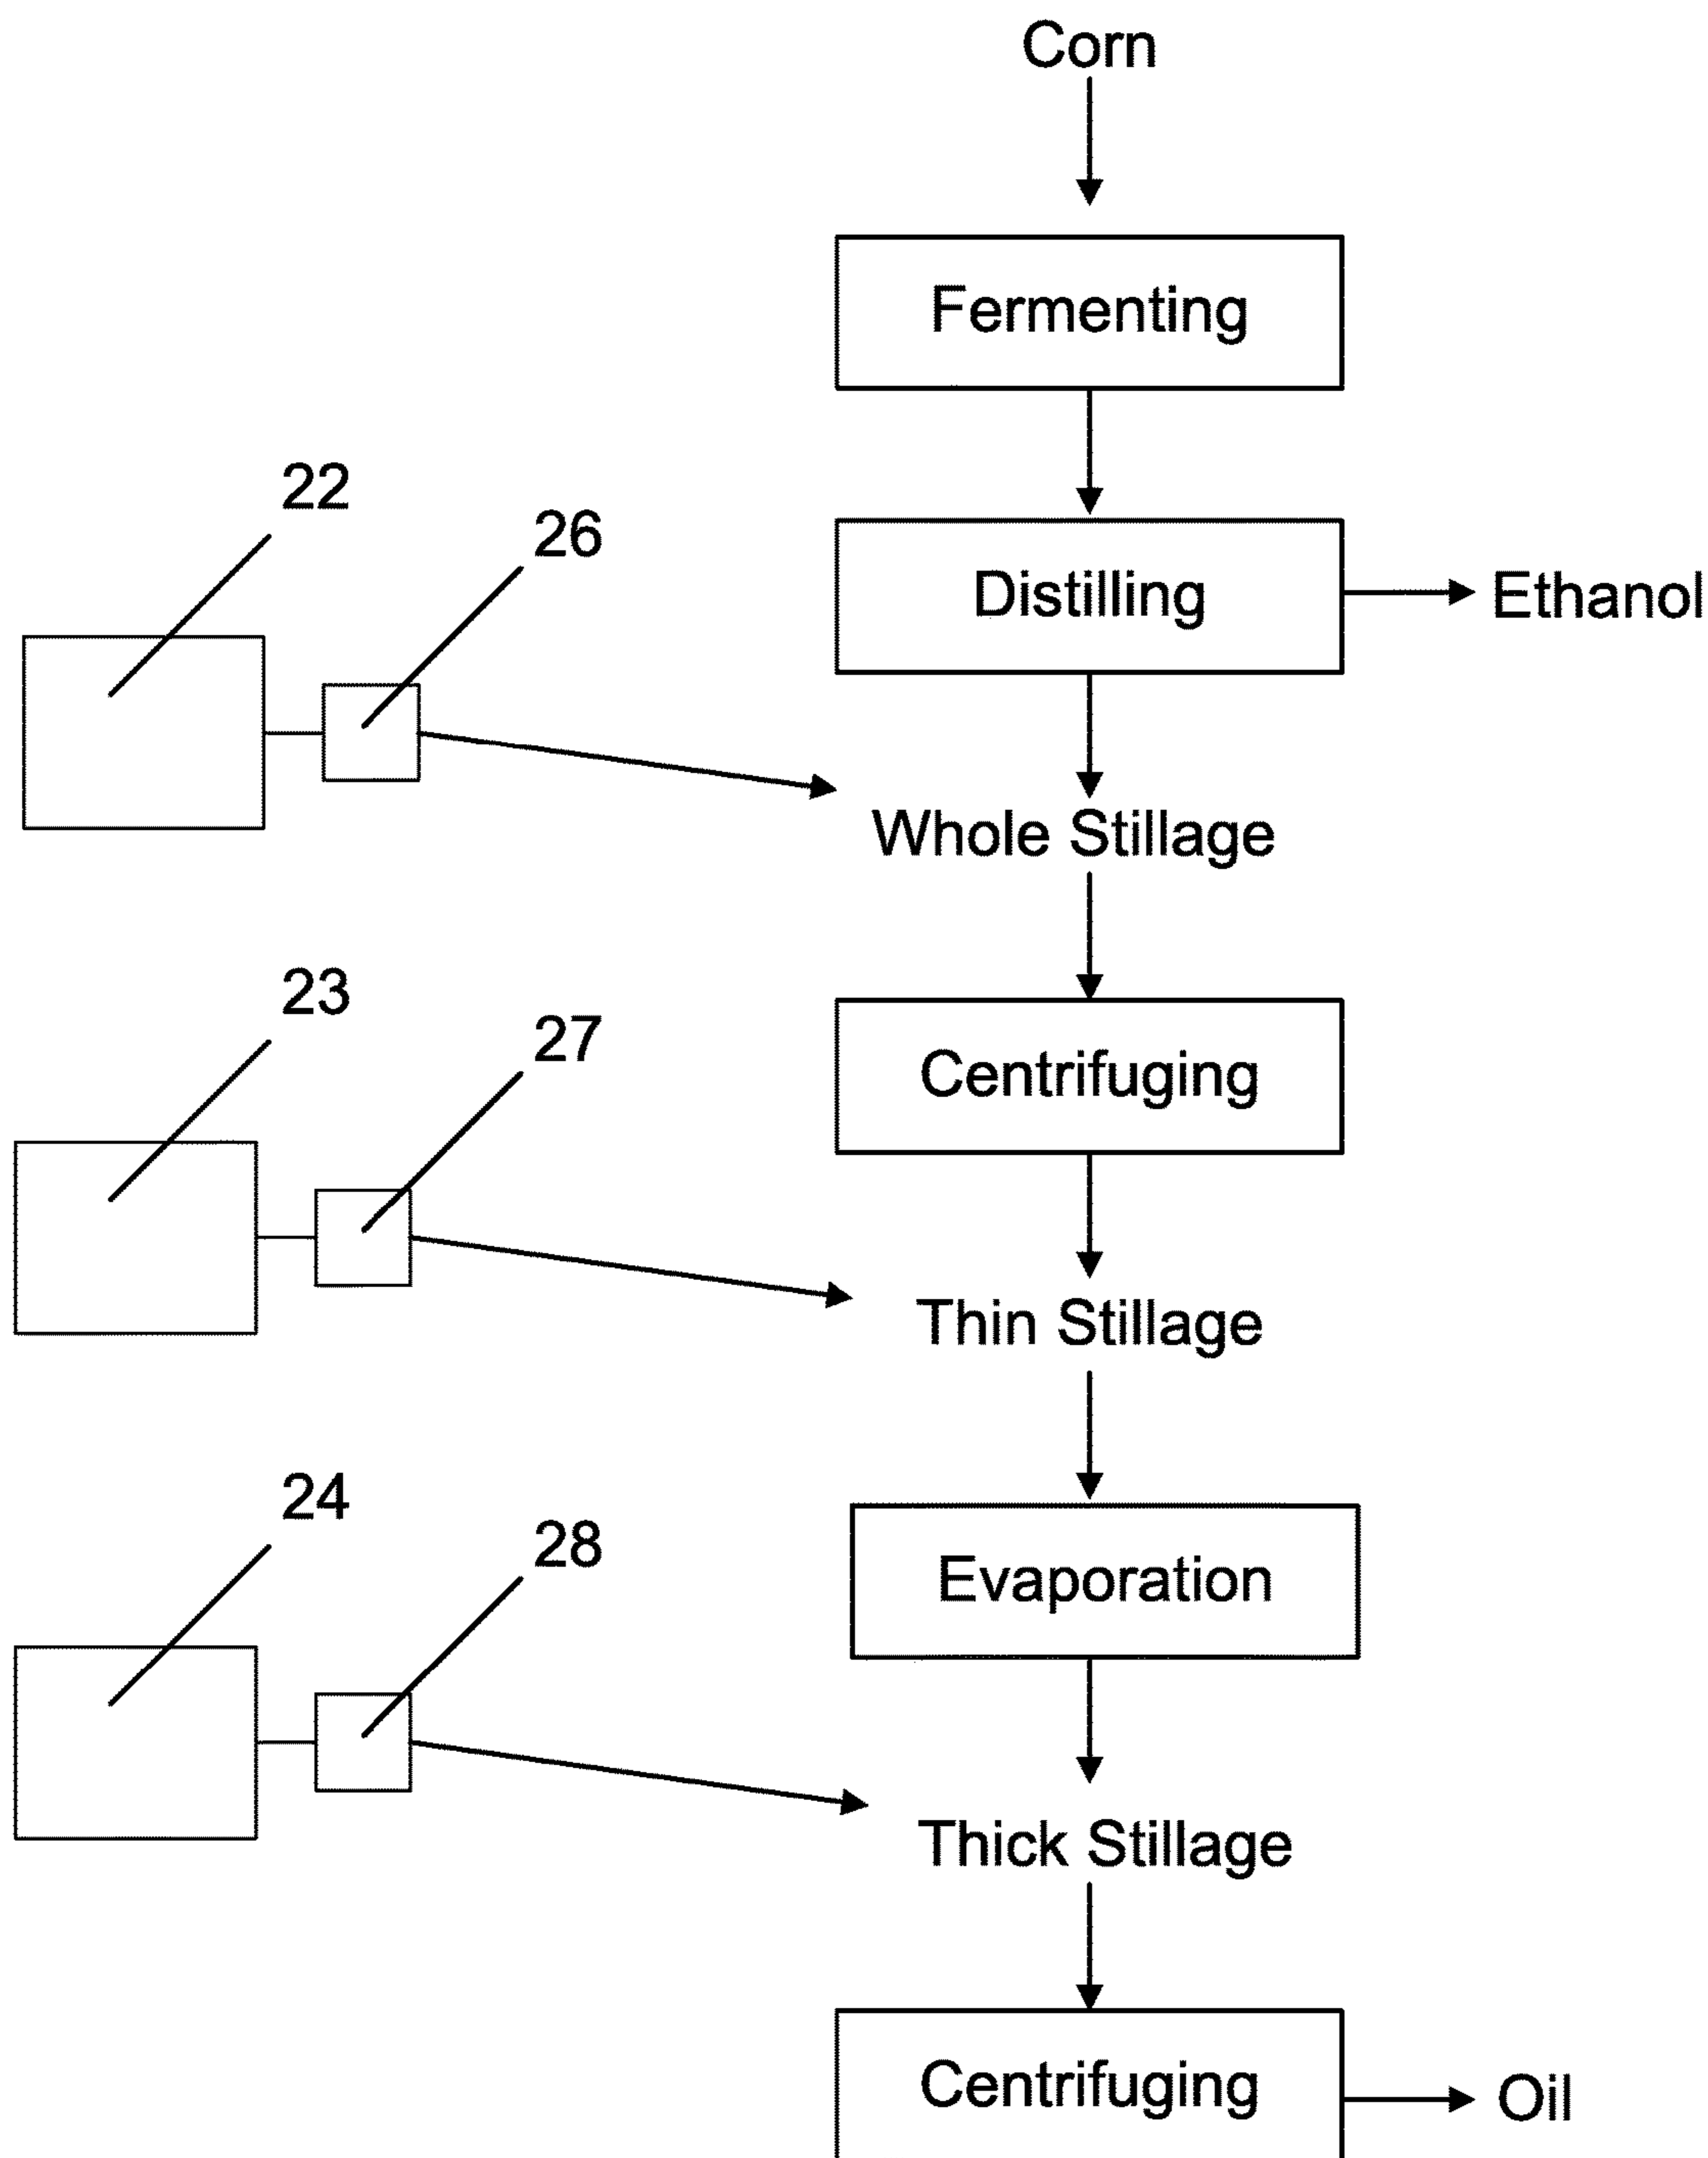 Corn
Fermenting
22
26
Distilling
Ethanol
Whole Stillage
23
27
Centrifuging
Thin Stillage
24
28
Evaporation
Thick Stillage
Centrifuging
Oil